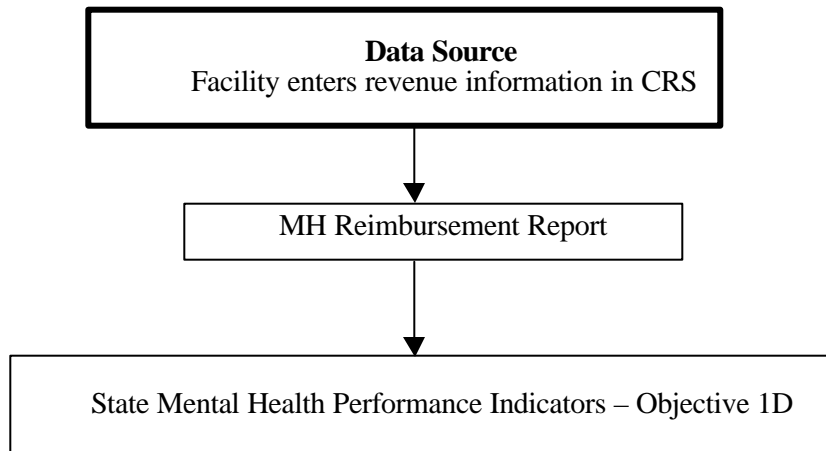 Data Source
Facility enters revenue information in CRS
MH Reimbursement Report
State Mental Health Performance Indicators – Objective 1D